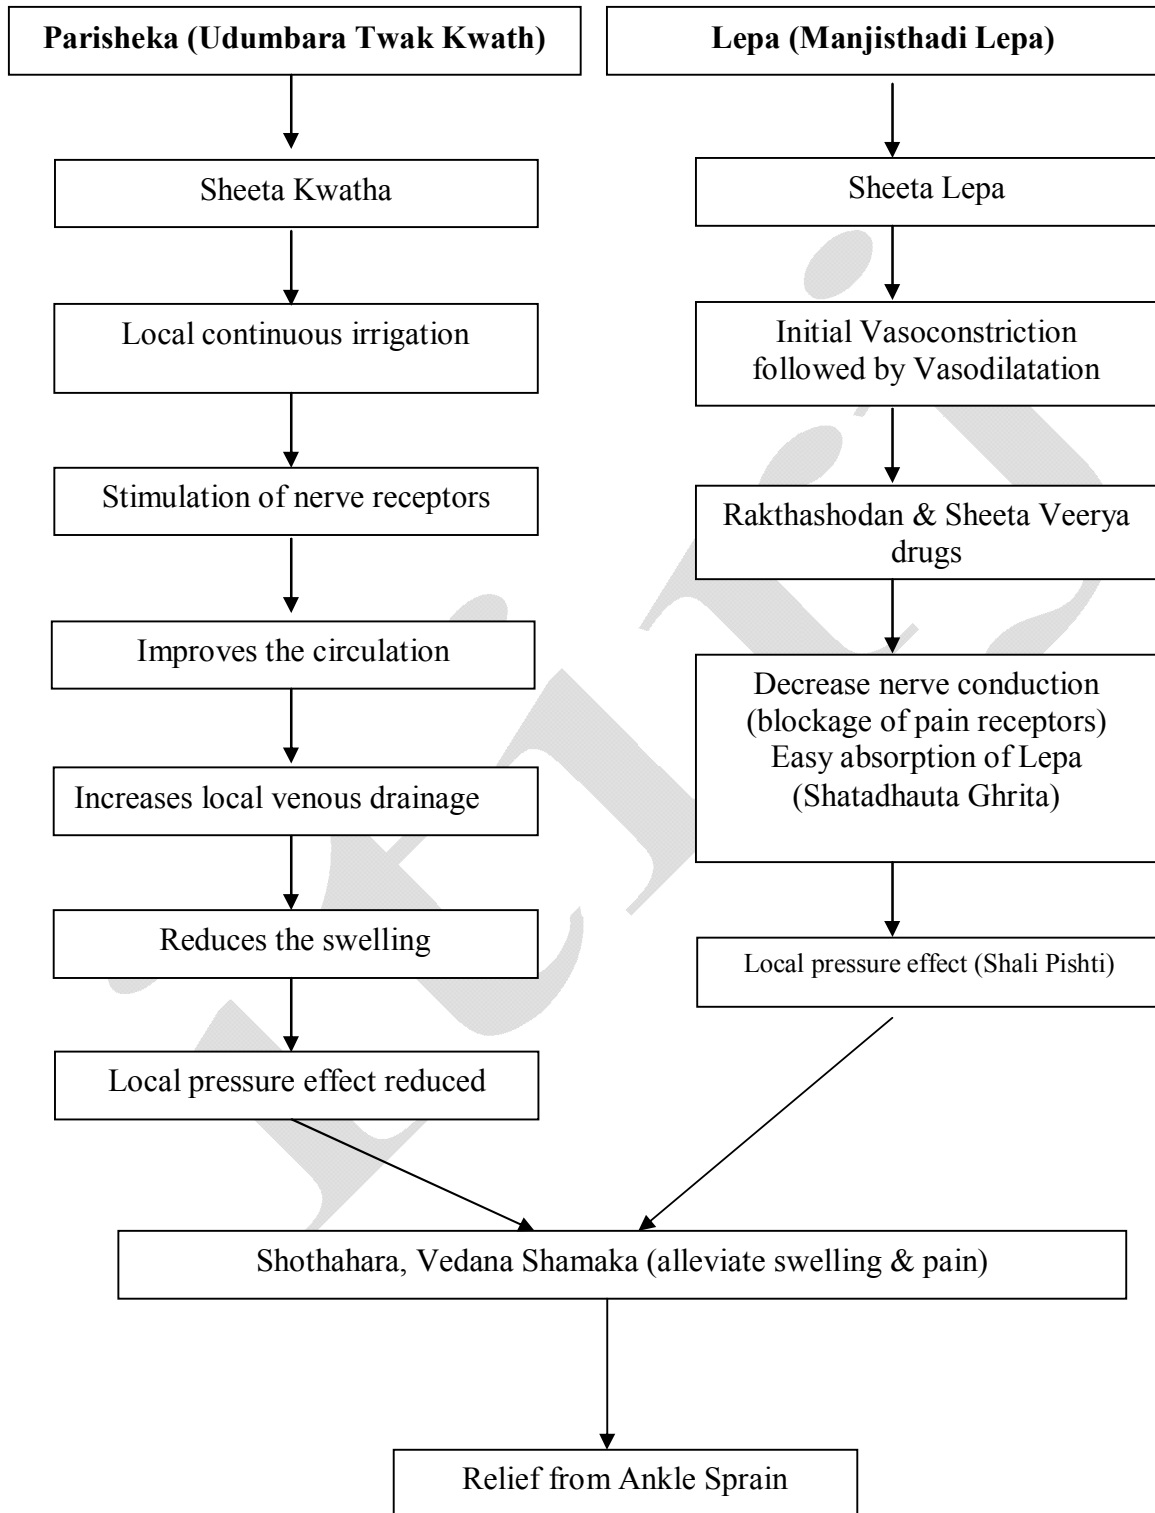 Parisheka (Udumbara Twak Kwath)
Sheeta Kwatha
Local continuous irrigation
Stimulation of nerve receptors
Improves the circulation
Increases local venous drainage
Reduces the swelling
Local pressure effect reduced
Lepa (Manjisthadi Lepa)
Sheeta Lepa
Initial Vasoconstriction
followed by Vasodilatation
Rakthashodan & Sheeta Veerya
drugs
Decrease nerve conduction
(blockage of pain receptors)
Easy absorption of Lepa
(Shatadhauta Ghrita)
Local pressure effect (Shali Pishti)
Shothahara, Vedana Shamaka (alleviate swelling & pain)
Relief from Ankle Sprain